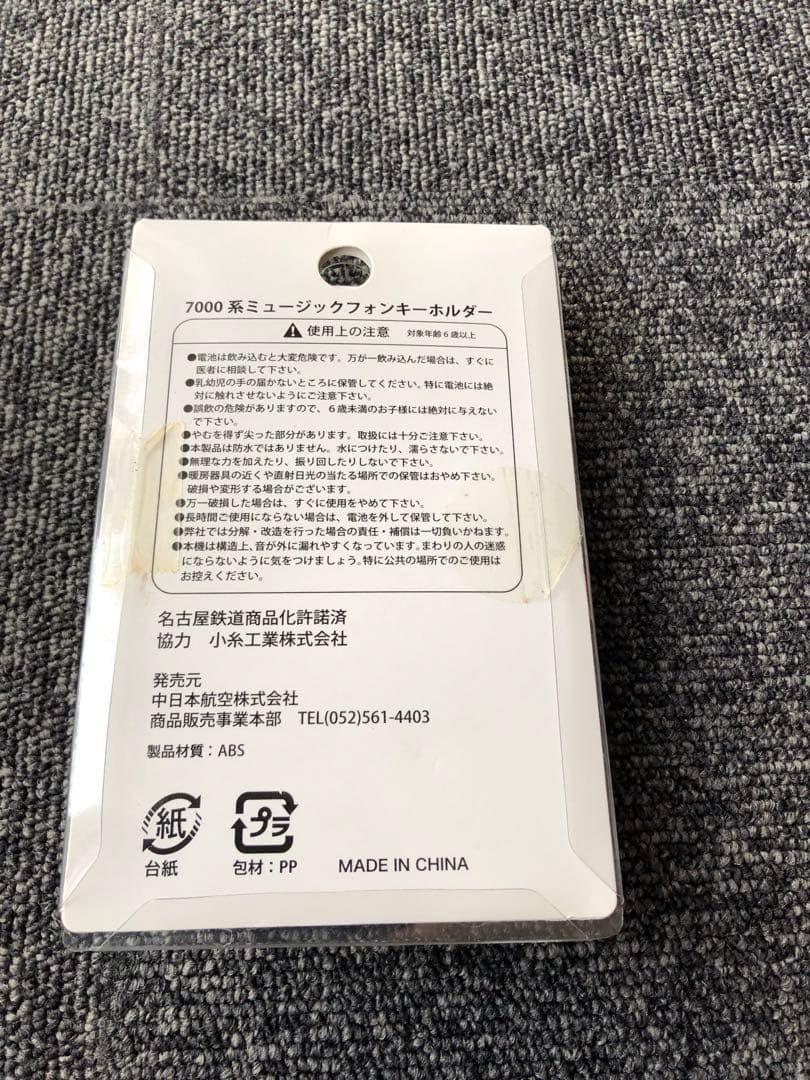 7000系ミュージックフォンキーホルダー
使用上の注意 対象年齢6歳以上
●電池は飲み込むと大変危険です。万が一飲み込んだ場合は、すぐに
医者に相談して下さい。
●乳幼児の手の届かないところに保管してください。特に電池には絶
対に触れさせないようにご注意下さい。
●誤飲の危険がありますので、6歳未満のお子様には絶対に与えない
で下さい。
●やむを得ず尖った部分があります。取扱には十分ご注意下さい。
●本製品は防水ではありません。水につけたり、濡らさないで下さい。
●無理な力を加えたり、振り回したりしないで下さい。
●暖房器具の近くや直射日光の当たる場所での保管はおやめ下さい。
破損や変形する場合がございます。
●万一破損した場合は、すぐに使用をやめて下さい。
●長時間ご使用にならない場合は、電池を外して保管して下さい。
●弊社では分解・改造を行った場合の責任・補償は一切負いかねます。
●本機は構造上、音が外に漏れやすくなっています。まわりの人の迷惑
にならないように気をつけましょう。特に公共の場所でのご使用は
お控えください。
名古屋鉄道商品化許諾済
協力 小糸工業株式会社
発売元
中日本航空株式会社
商品販売事業本部 TEL(052)561-4403
製品材質：ABS
紙 プラ
台紙 包材：PP MADE IN CHINA